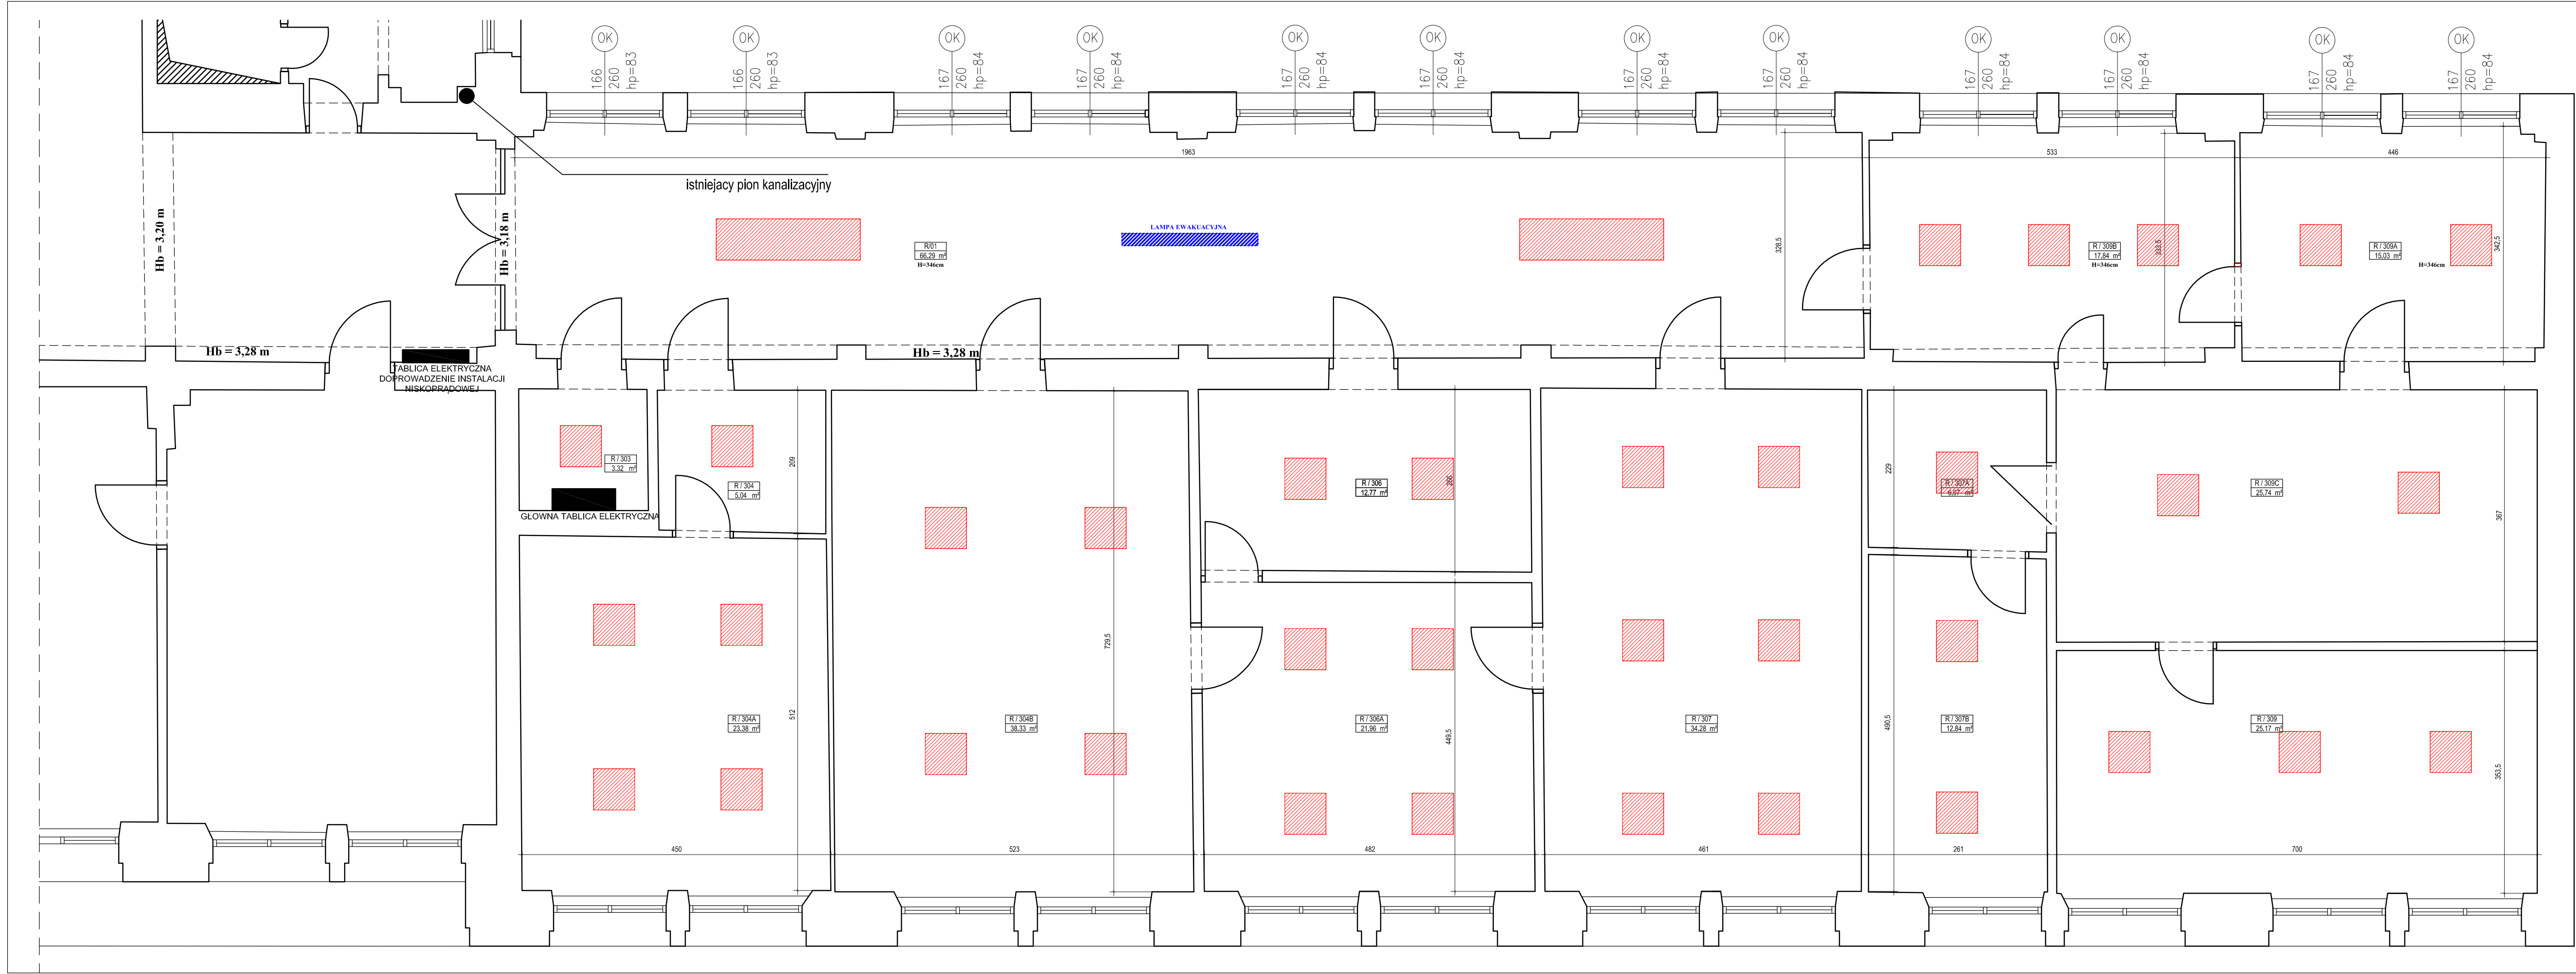 OK
166
260
hp=83
OK
166
260
hp=83
OK
167
260
hp=84
OK
167
260
hp=84
OK
167
260
hp=84
OK
167
260
hp=84
OK
167
260
hp=84
OK
167
260
hp=84
OK
167
260
hp=84
OK
167
260
hp=84
OK
167
260
hp=84
OK
167
260
hp=84
1963
533
446
istniejacy pion kanalizacyjny
Hb = 3,20 m
Hb = 3,18 m
LAMPA EWAKUACYJNA
R/01
66,29 m²
H=346cm
328,5
R / 309B
17,84 m²
H=346cm
333,5
R / 309A
15,03 m²
H=346cm
342,5
Hb = 3,28 m
Hb = 3,28 m
TABLICA ELEKTRYCZNA
DOPROWADZENIE INSTALACJI
NISKOPRĄDOWEJ
R / 303
3,32 m²
GŁOWNA TABLICA ELEKTRYCZNA
R / 304
5,04 m²
209
R / 306
12,77 m²
266
229
R / 307A
6,07 m²
R / 309C
25,74 m²
367
729,5
R / 304A
23,38 m²
512
R / 304B
38,33 m²
R / 306A
21,96 m²
449,5
R / 307
34,28 m²
490,5
R / 307B
12,84 m²
R / 309
25,17 m²
353,5
450
523
482
461
261
700